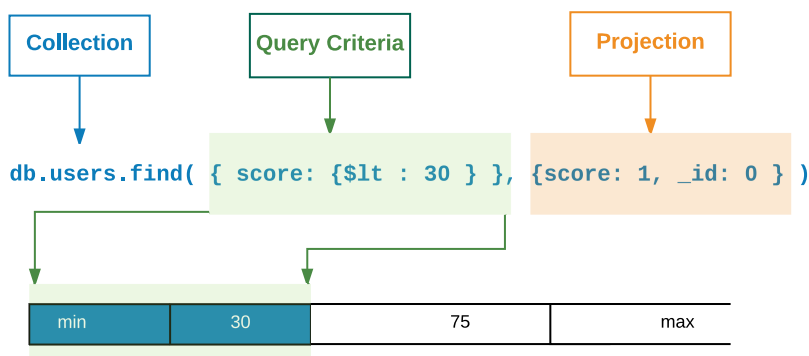 Collection
Query Criteria
Projection
db.users.find( { score: {$lt : 30 } }, {score: 1, _id: 0 } )
min 30 75 max